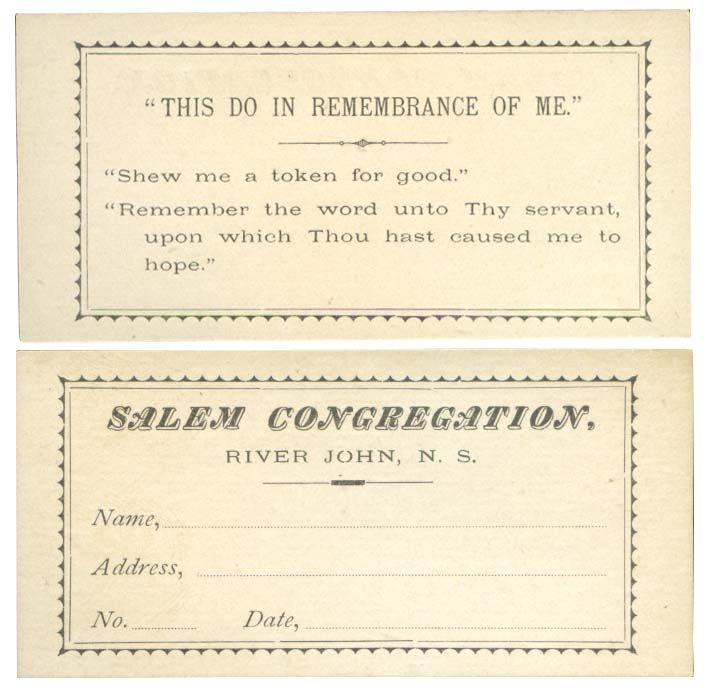 “THIS DO IN REMEMBRANCE OF ME.”
“Shew me a token for good.”
“Remember the word unto Thy servant,
upon which Thou hast caused me to
hope.”
SALEM CONGREGATION,
RIVER JOHN, N. S.
Name,
Address,
No. Date,